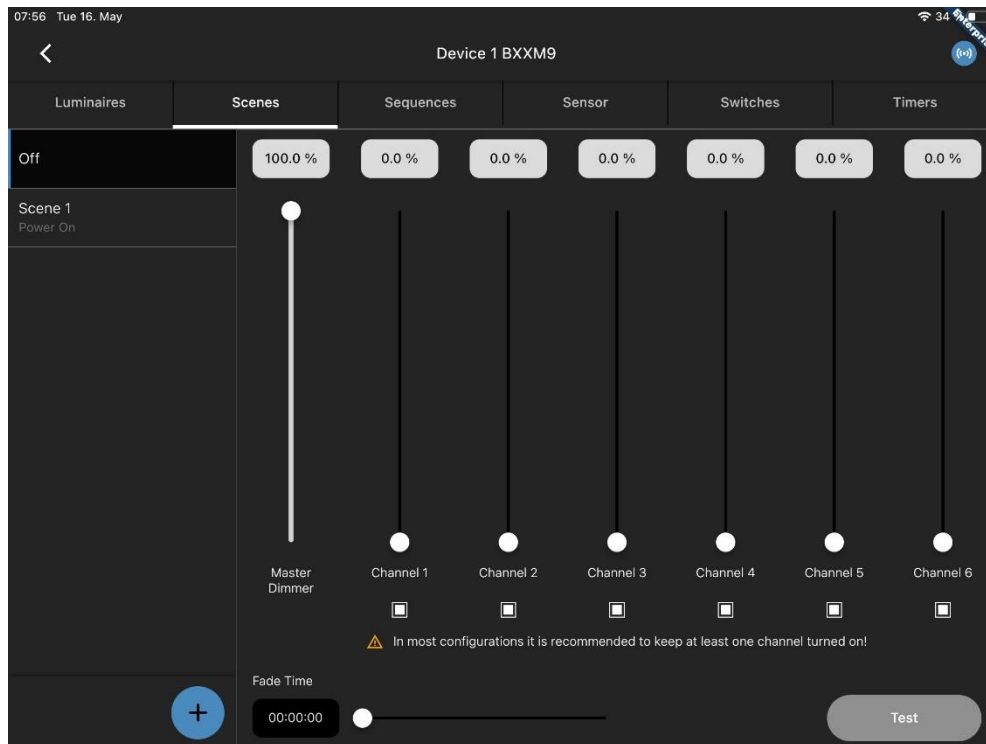 07:56 Tue 16. May
34
Enterpri
Device 1 BXXM9
Luminaires Scenes Sequences Sensor Switches Timers
Off
Scene 1
Power On
100.0 % 0.0 % 0.0 % 0.0 % 0.0 % 0.0 % 0.0 %
Master
Dimmer
Channel 1 Channel 2 Channel 3 Channel 4 Channel 5 Channel 6
In most configurations it is recommended to keep at least one channel turned on!
Fade Time
00:00:00
+
Test